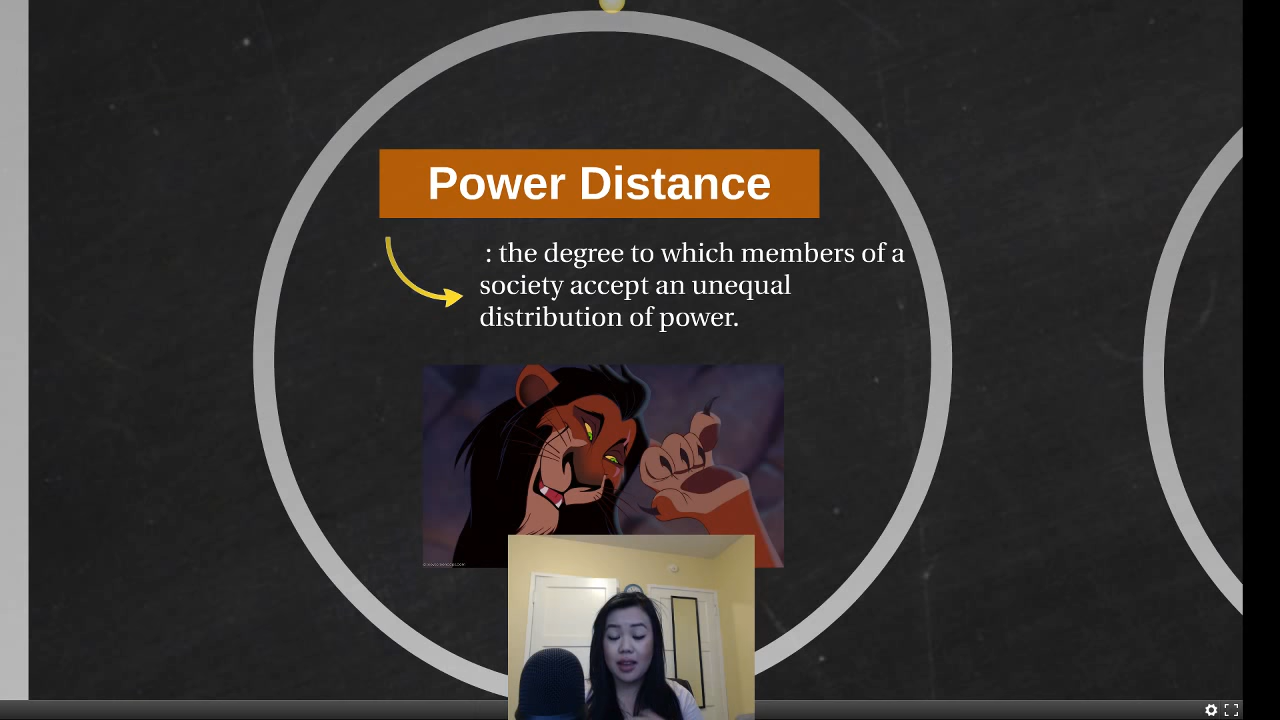 Power Distance
: the degree to which members of a
society accept an unequal
distribution of power.